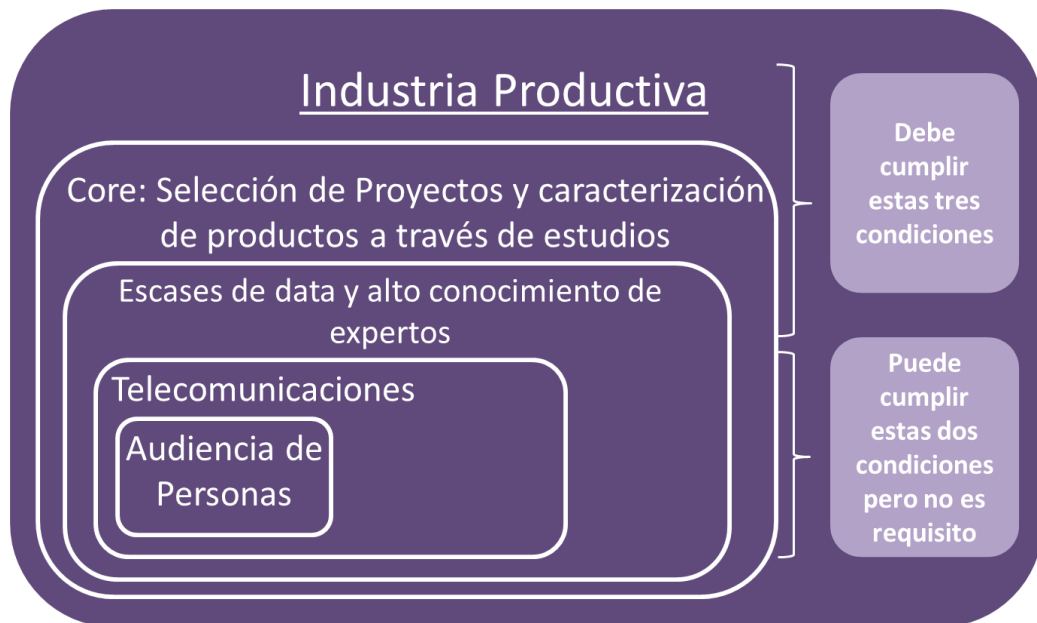 Industria Productiva
Core: Selección de Proyectos y caracterización
de productos a través de estudios
Escases de data y alto conocimiento de
expertos
Telecomunicaciones
Audiencia de
Personas
Debe
cumplir
estas tres
condiciones
Puede
cumplir
estas dos
condiciones
pero no es
requisito